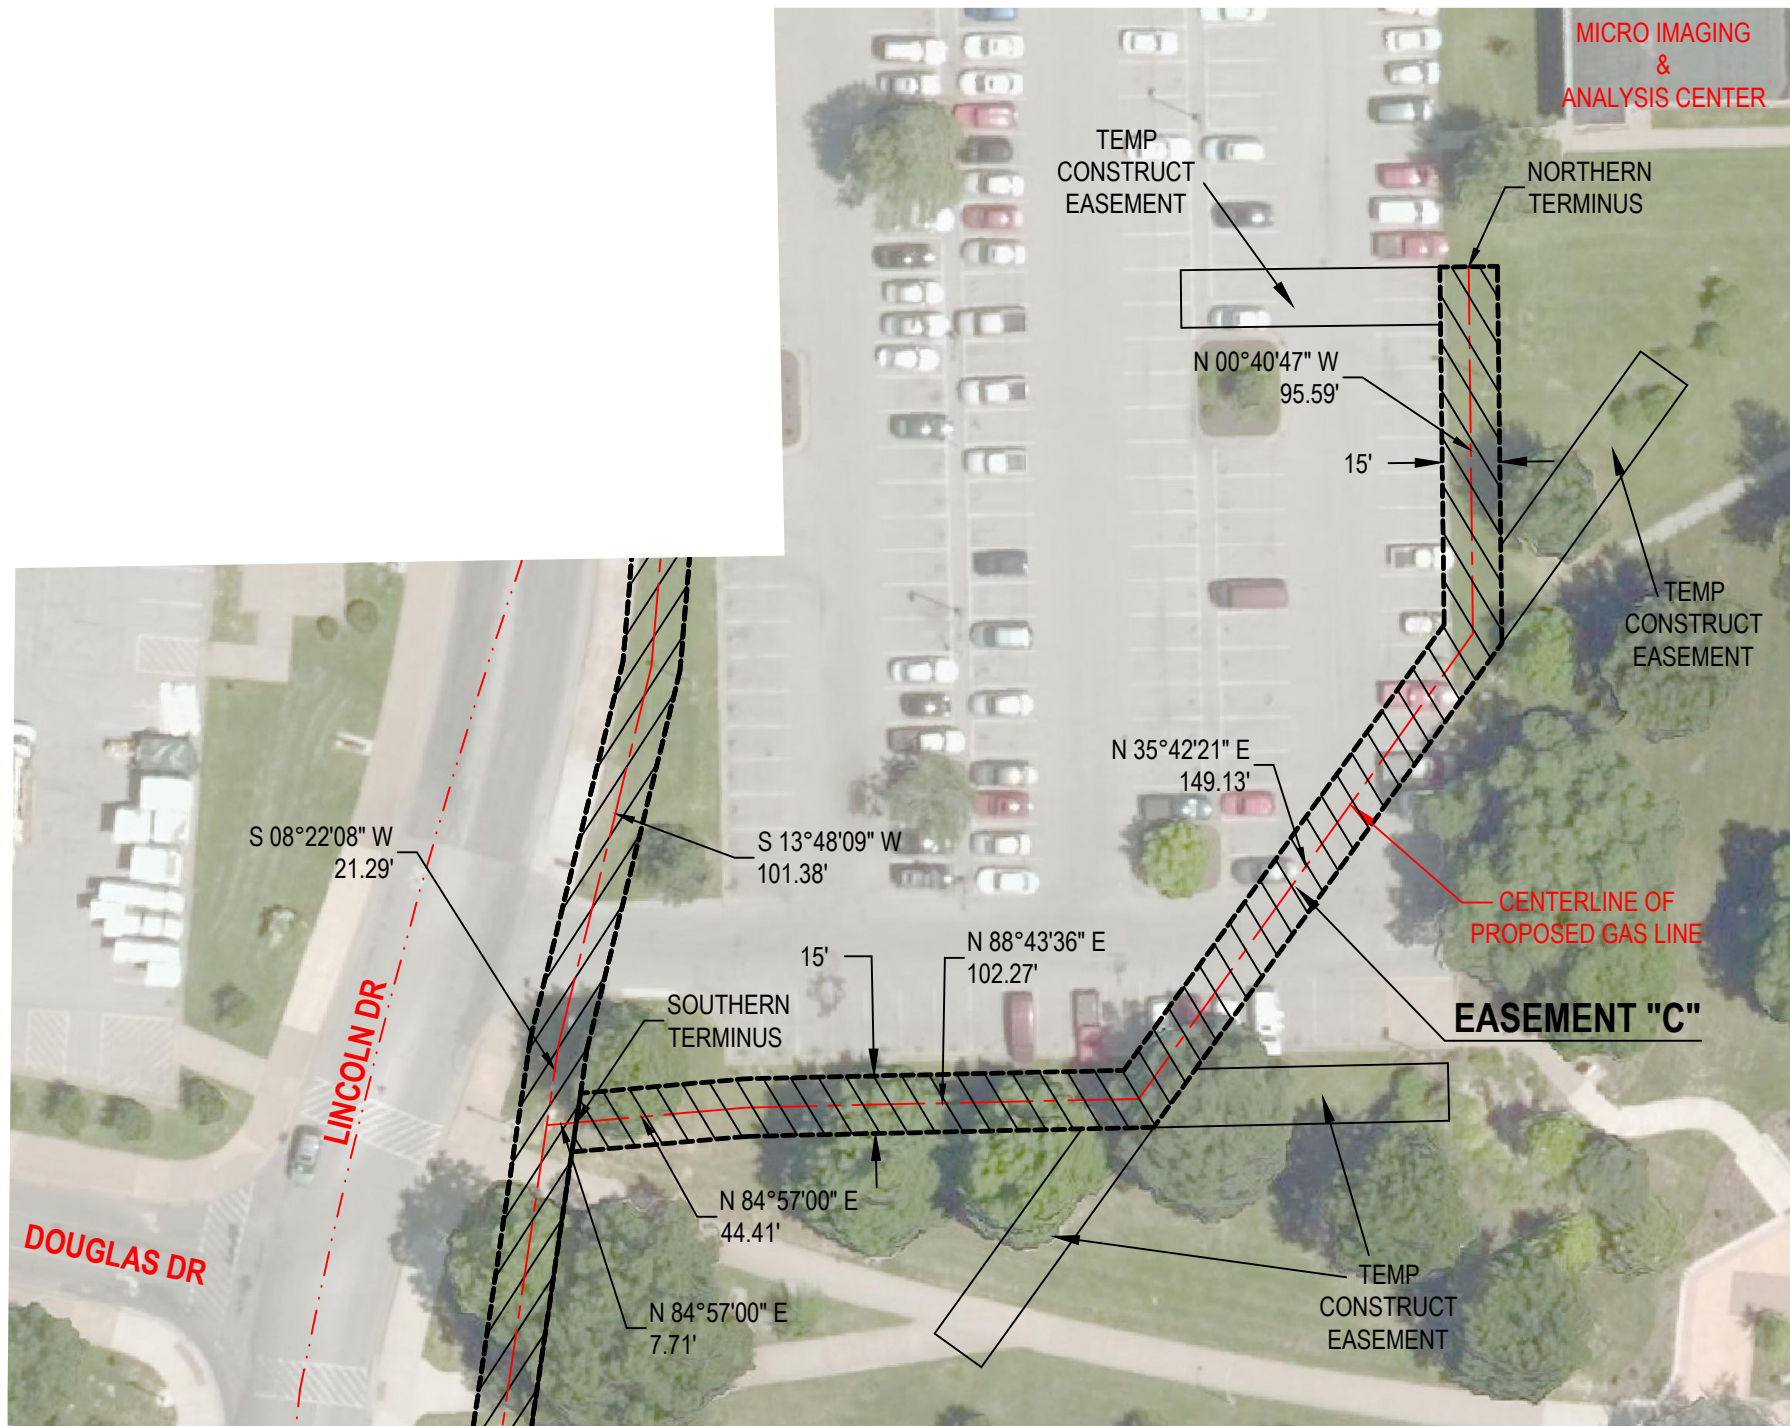 MICRO IMAGING
&
ANALYSIS CENTER
TEMP
CONSTRUCT
EASEMENT
NORTHERN
TERMINUS
N 00°40'47" W
95.59'
15'
TEMP
CONSTRUCT
EASEMENT
N 35°42'21" E
149.13'
S 08°22'08" W
21.29'
S 13°48'09" W
101.38'
CENTERLINE OF
PROPOSED GAS LINE
15'
N 88°43'36" E
102.27'
SOUTHERN
TERMINUS
EASEMENT "C"
LINCOLN DR
DOUGLAS DR
N 84°57'00" E
44.41'
N 84°57'00" E
7.71'
TEMP
CONSTRUCT
EASEMENT